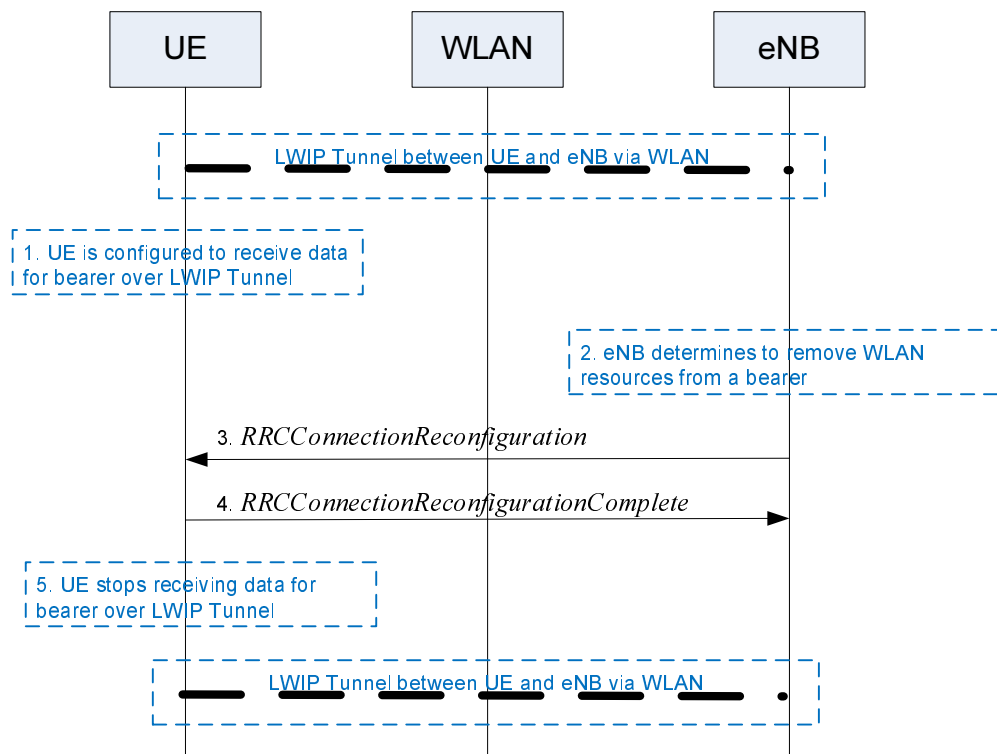 UE
WLAN
eNB
LWIP Tunnel between UE and eNB via WLAN
1. UE is configured to receive data
for bearer over LWIP Tunnel
2. eNB determines to remove WLAN
resources from a bearer
3. RRCConnectionReconfiguration
4. RRCConnectionReconfigurationComplete
5. UE stops receiving data for
bearer over LWIP Tunnel
LWIP Tunnel between UE and eNB via WLAN